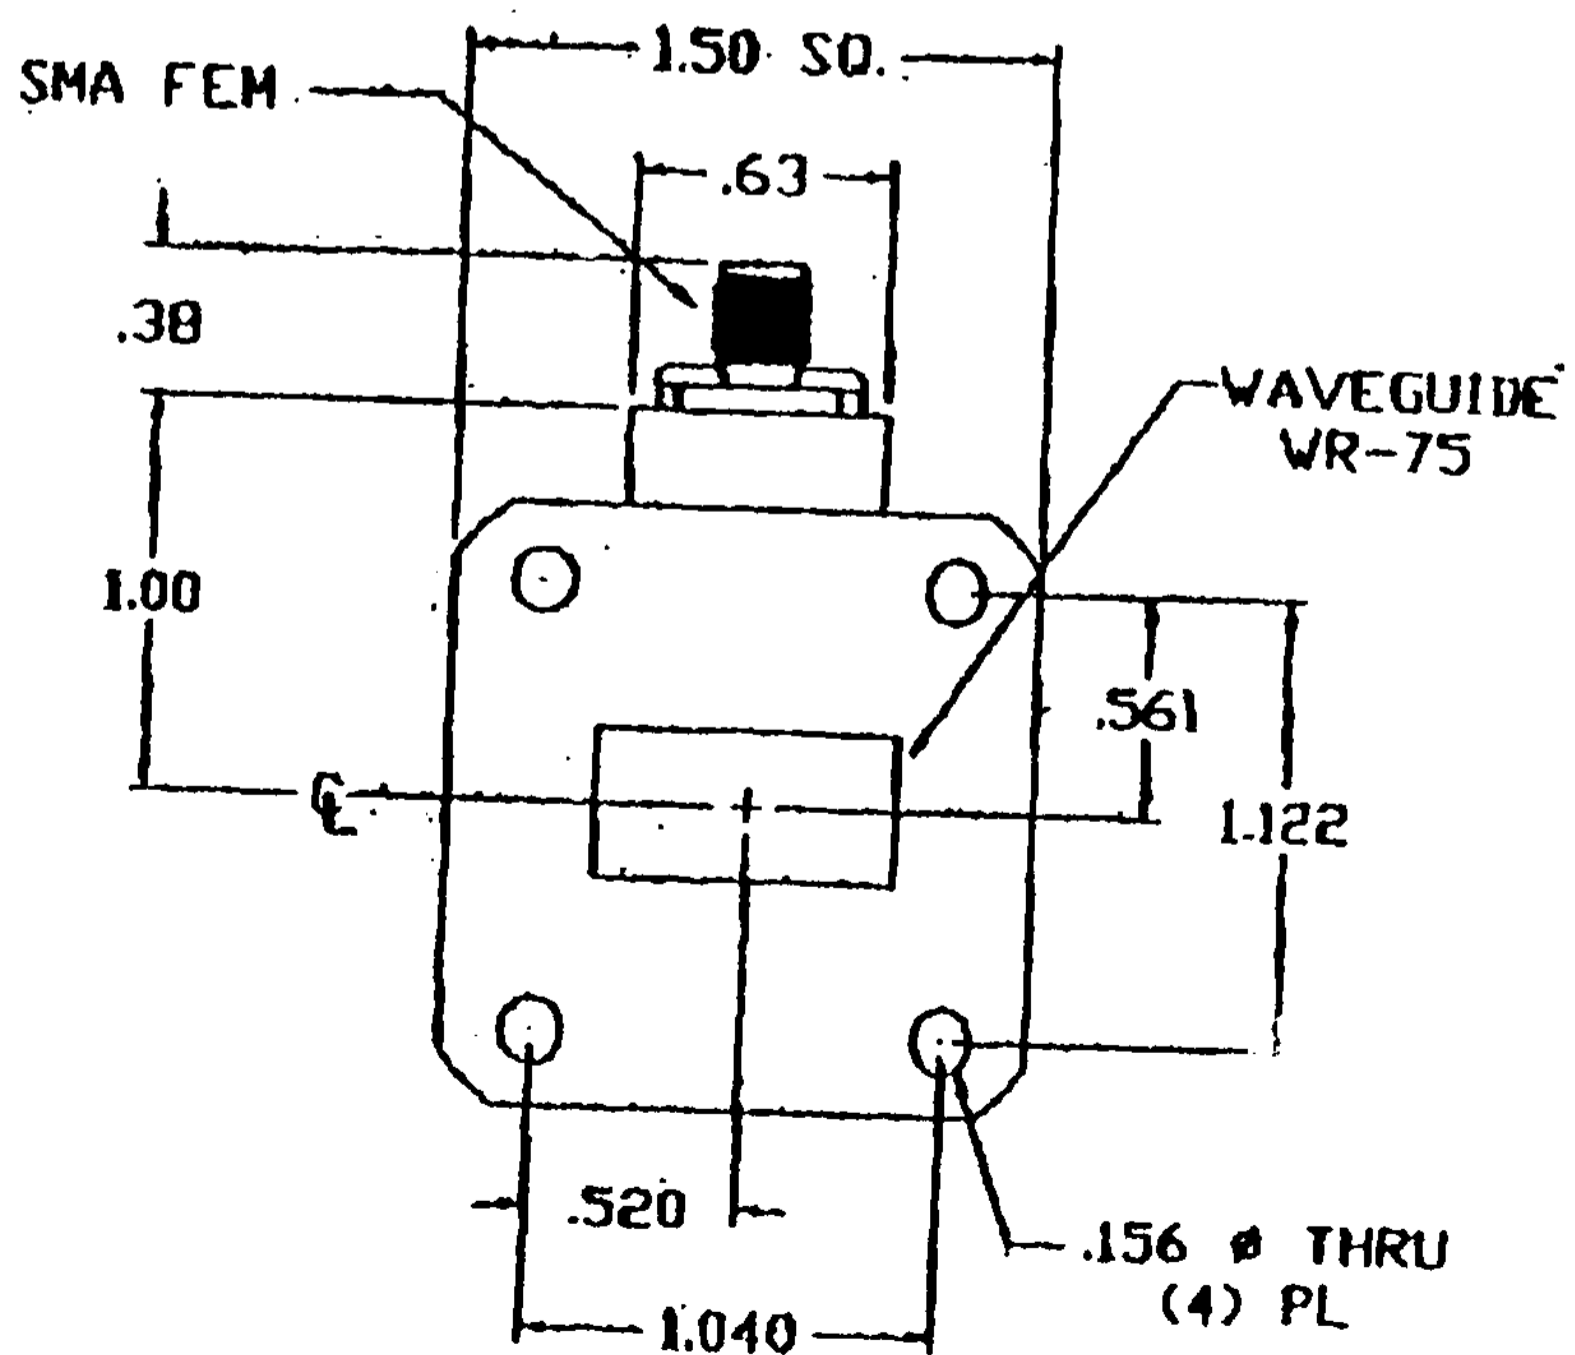 1.50 SQ.
SMA FEM
.63
.38
WAVEGUIDE
WR-75
1.00
.561
℄
1.122
.520
.156 ø THRU
(4) PL
1.040